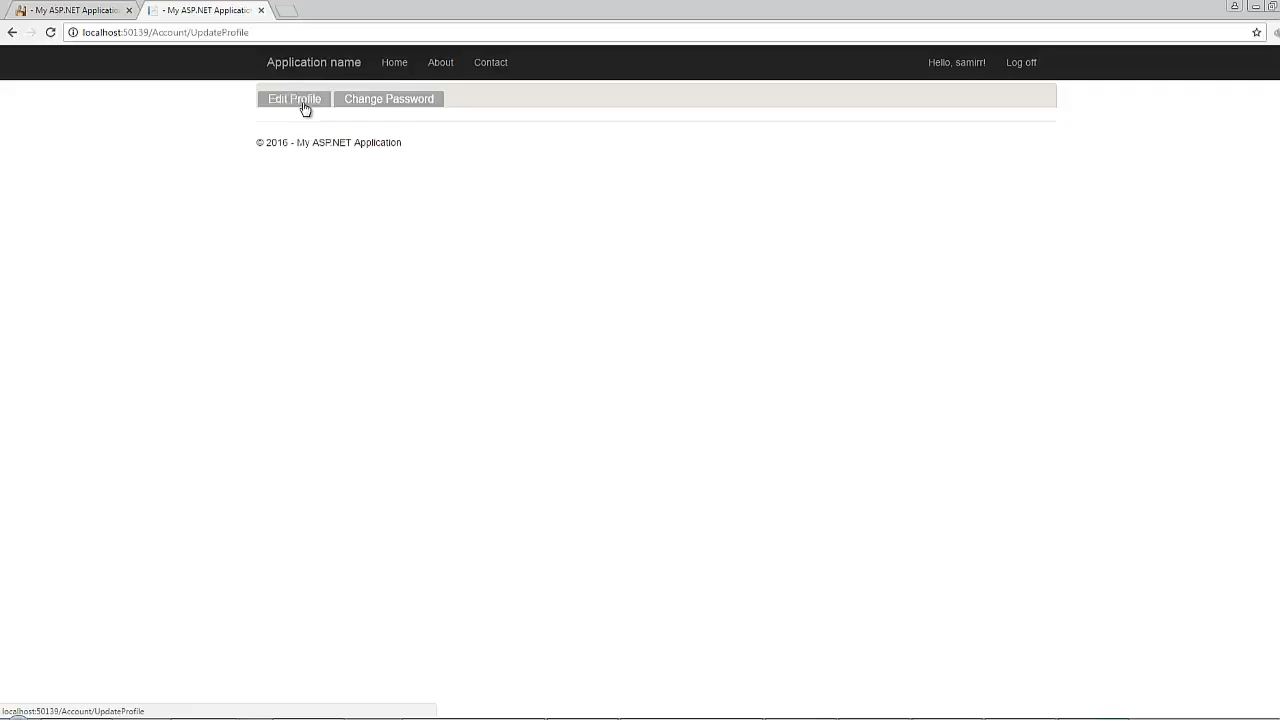 - My ASP.NET Applicatio
- My ASP.NET Applicatio
localhost:50139/Account/UpdateProfile
Application name Home About Contact Hello, samirr! Log off
Edit Profile Change Password
© 2016 - My ASP.NET Application
localhost:50139/Account/UpdateProfile